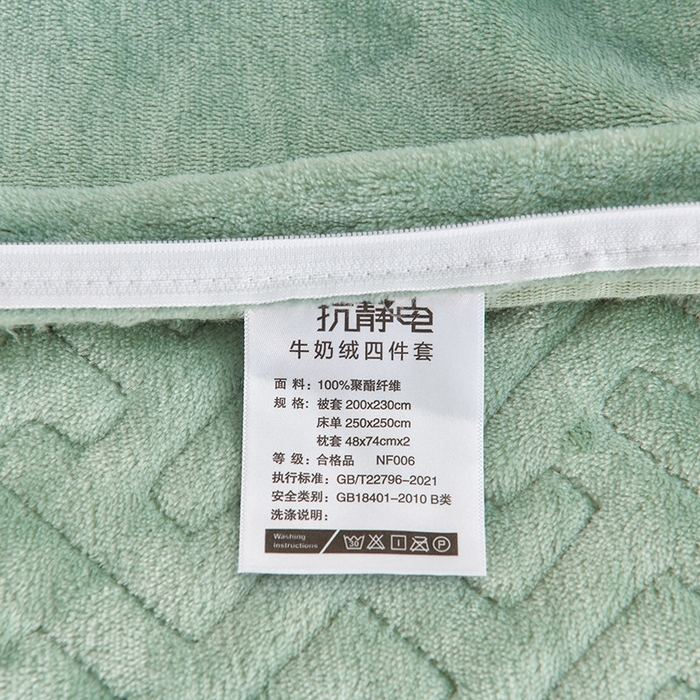 抗静电
牛奶绒四件套
面料：100%聚酯纤维
规格：被套 200x230cm
床单 250x250cm
枕套 48x74cmx2
等级：合格品 NF006
执行标准：GB/T22796-2021
安全类别：GB18401-2010 B类
洗涤说明：
Washing
instructions
30
P